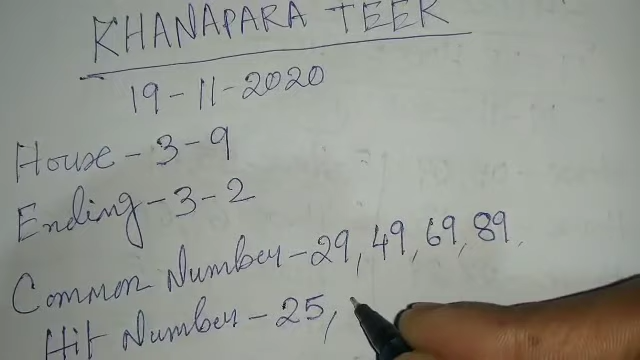 KHANAPARA TEER
19-11-2020
House - 3-9
Ending - 3-2
Common Number - 29, 49, 69, 89,
Hit Number - 25,